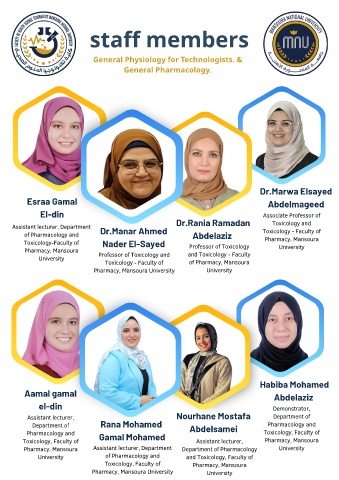 staff members
General Physiology for Technologists. &
General Pharmacology.
MANSOURA NATIONAL UNIVERSITY
MNU
Esraa Gamal
El-din
Assistant lecturer, Department
of Pharmacology and
Toxicology-Faculty of
Pharmacy, Mansoura
University
Dr.Manar Ahmed
Nader El-Sayed
Professor of Toxicology and
Toxicology - Faculty of
Pharmacy, Mansoura University
Dr.Rania Ramadan
Abdelaziz
Professor of Toxicology
and Toxicology - Faculty
of Pharmacy, Mansoura
University
Dr.Marwa Elsayed
Abdelmageed
Associate Professor of
Toxicology and
Toxicology - Faculty of
Pharmacy, Mansoura
University
Aamal gamal
el-din
Assistant lecturer,
Department of
Pharmacology and
Toxicology, Faculty of
Pharmacy, Mansoura
University
Rana Mohamed
Gamal Mohamed
Assistant lecturer, Department
of Pharmacology and
Toxicology, Faculty of
Pharmacy, Mansoura University
Nourhane Mostafa
Abdelsamei
Assistant lecturer,
Department of Pharmacology
and Toxicology, Faculty of
Pharmacy, Mansoura
University
Habiba Mohamed
Abdelaziz
Demonstrator,
Department of
Pharmacology and
Toxicology, Faculty of
Pharmacy, Mansoura
University